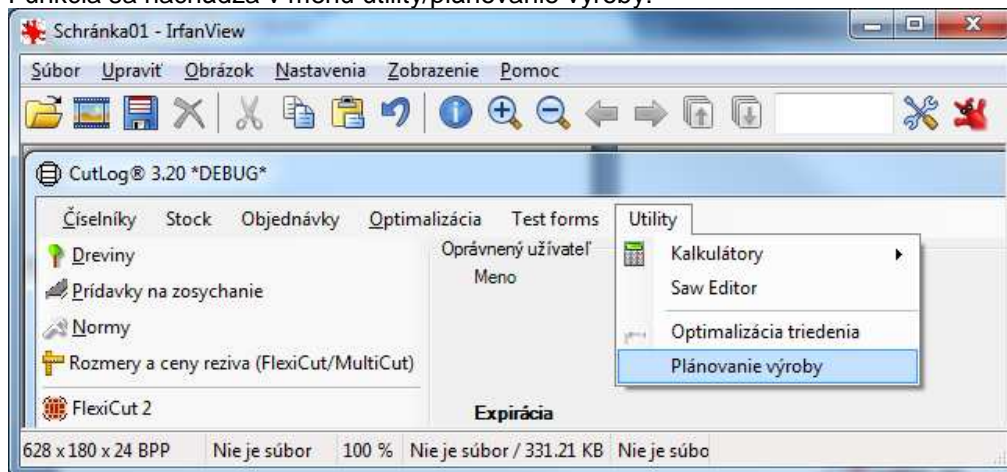 Funkcia sa nachádza v menu utility/plánovanie výroby.
Schránka01 - IrfanView
Súbor Upraviť Obrázok Nastavenia Zobrazenie Pomoc
CutLog® 3.20 *DEBUG*
Číselníky Stock Objednávky Optimalizácia Test forms Utility
Dreviny
Oprávnený užívateľ
Kalkulátory
Prídavky na zosychanie
Meno
Saw Editor
Normy
Optimalizácia triedenia
Rozmery a ceny reziva (FlexiCut/MultiCut)
Plánovanie výroby
FlexiCut 2
Expirácia
628 x 180 x 24 BPP Nie je súbor 100 % Nie je súbor / 331.21 KB Nie je súbo